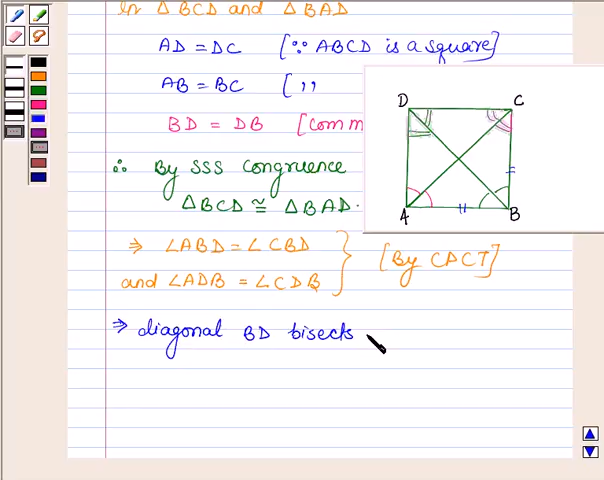 In △BCD and △BAD
AD = DC [∵ ABCD is a square]
AB = BC [ ,,
BD = DB [comm
∴ By SSS congruence
△BCD ≅ △BAD.
⇒ ∠ABD = ∠CBD
and ∠ADB = ∠CDB } [By CPCT]
⇒ diagonal BD bisects
D C
A B